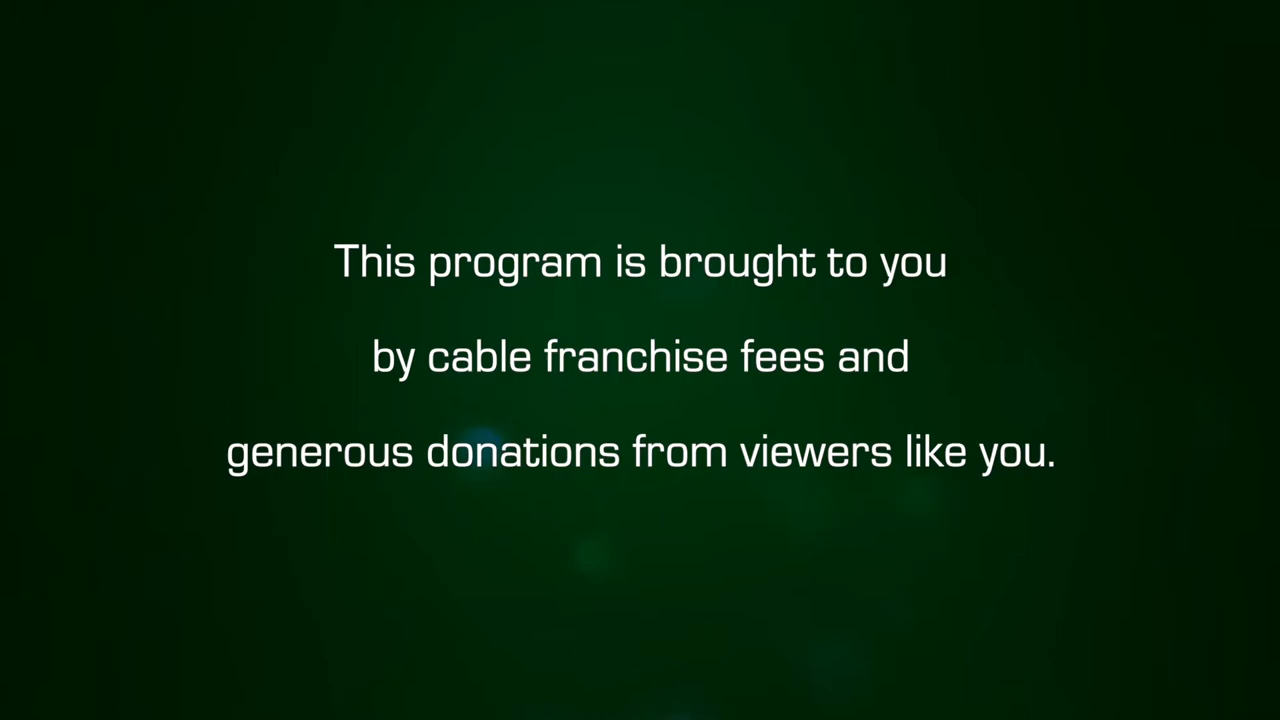 This program is brought to you
by cable franchise fees and
generous donations from viewers like you.